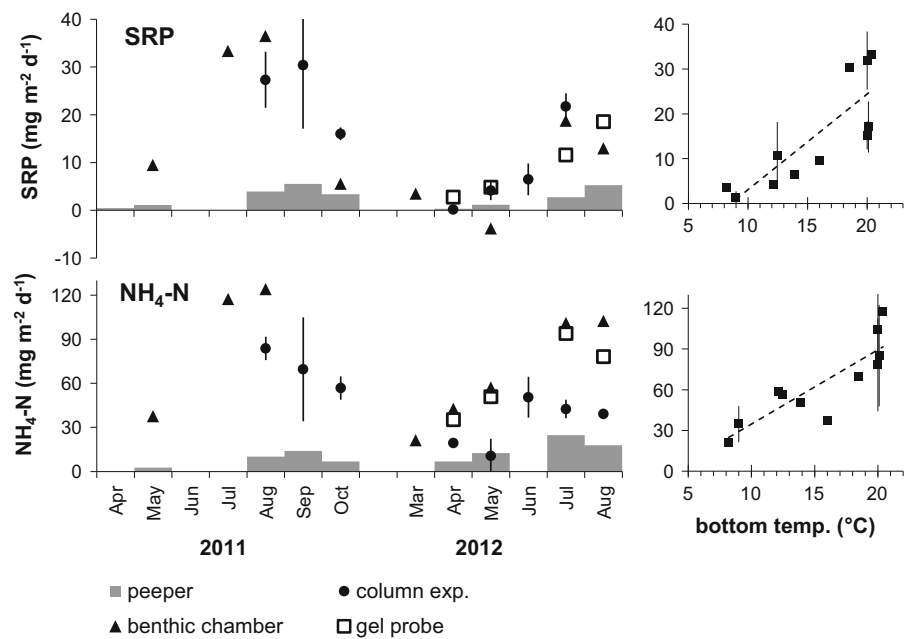 SRP
SRP (mg m⁻² d⁻¹)
40
30
20
10
0
-10
40
30
20
10
0
5 10 15 20
NH₄-N
NH₄-N (mg m⁻² d⁻¹)
120
90
60
30
0
Apr May Jun Jul Aug Sep Oct Mar Apr May Jun Jul Aug
2011 2012
120
90
60
30
0
5 10 15 20
bottom temp. (°C)
peeper column exp.
benthic chamber gel probe